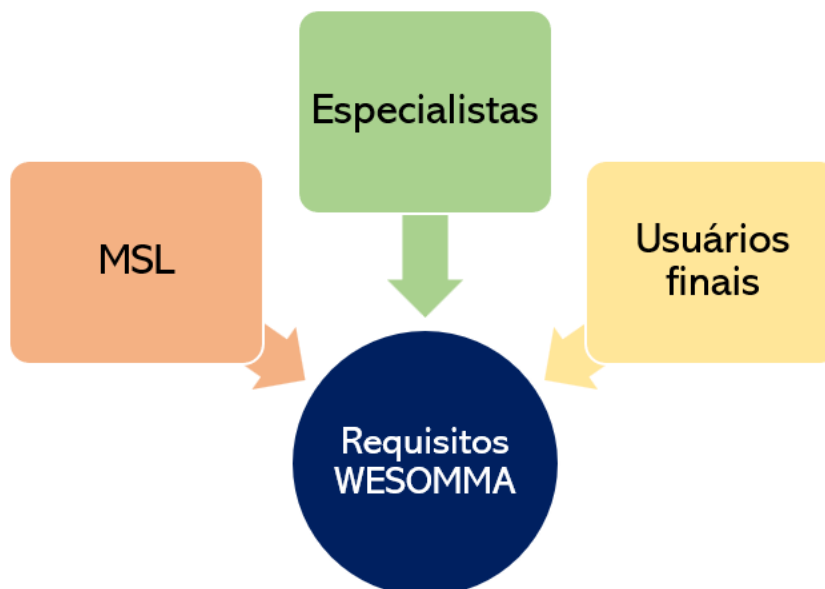 Especialistas
MSL
Usuários
finais
Requisitos
WESOMMA